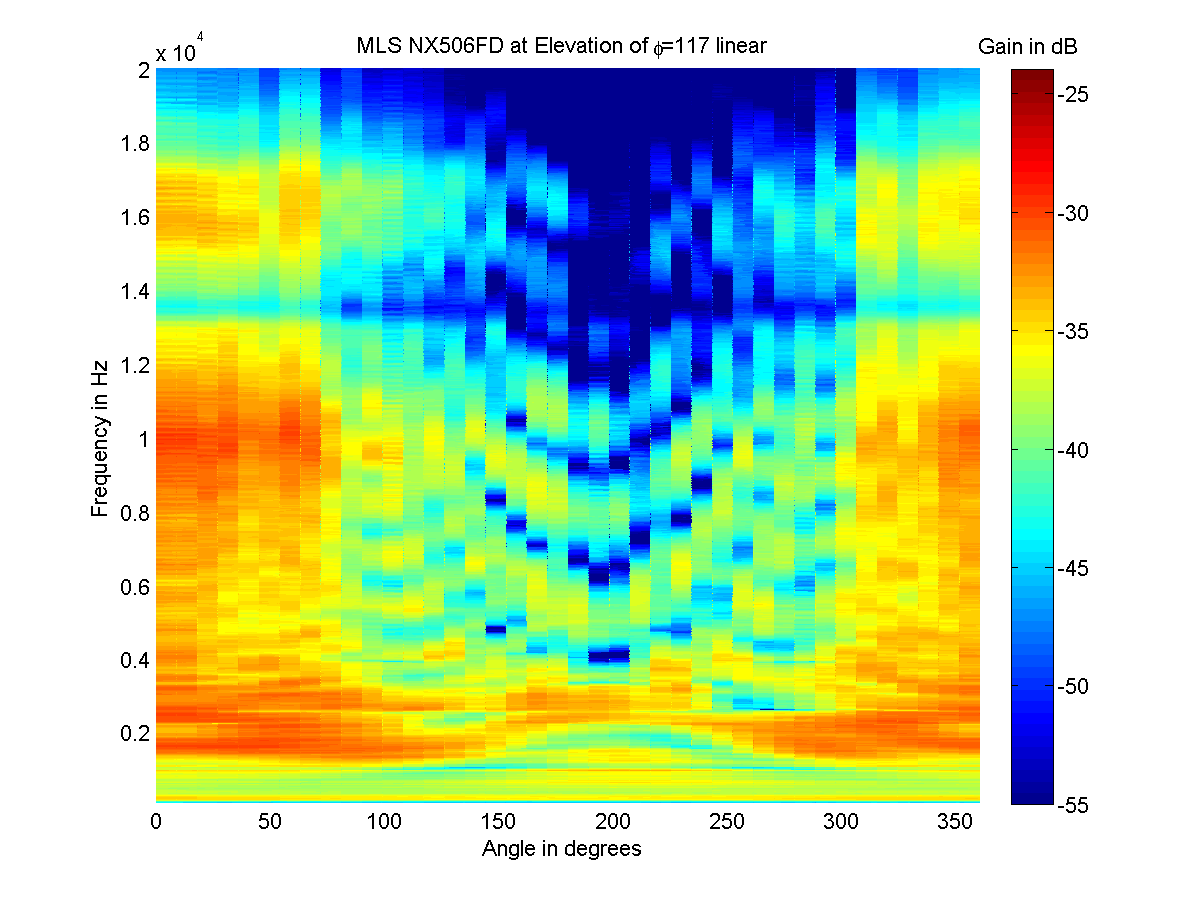 MLS NX506FD at Elevation of ϕ=117 linear
Gain in dB
x 10^4
2
1.8
1.6
1.4
1.2
1
0.8
0.6
0.4
0.2
Frequency in Hz
0 50 100 150 200 250 300 350
Angle in degrees
-25
-30
-35
-40
-45
-50
-55